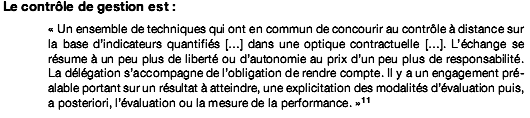 Le contrôle de gestion est :
« Un ensemble de techniques qui ont en commun de concourir au contrôle à distance sur
la base d'indicateurs quantifiés [...] dans une optique contractuelle [...]. L'échange se
résume à un peu plus de liberté ou d'autonomie au prix d'un peu plus de responsabilité.
La délégation s'accompagne de l'obligation de rendre compte. Il y a un engagement pré-
alable portant sur un résultat à atteindre, une explicitation des modalités d'évaluation puis,
a posteriori, l'évaluation ou la mesure de la performance. »11